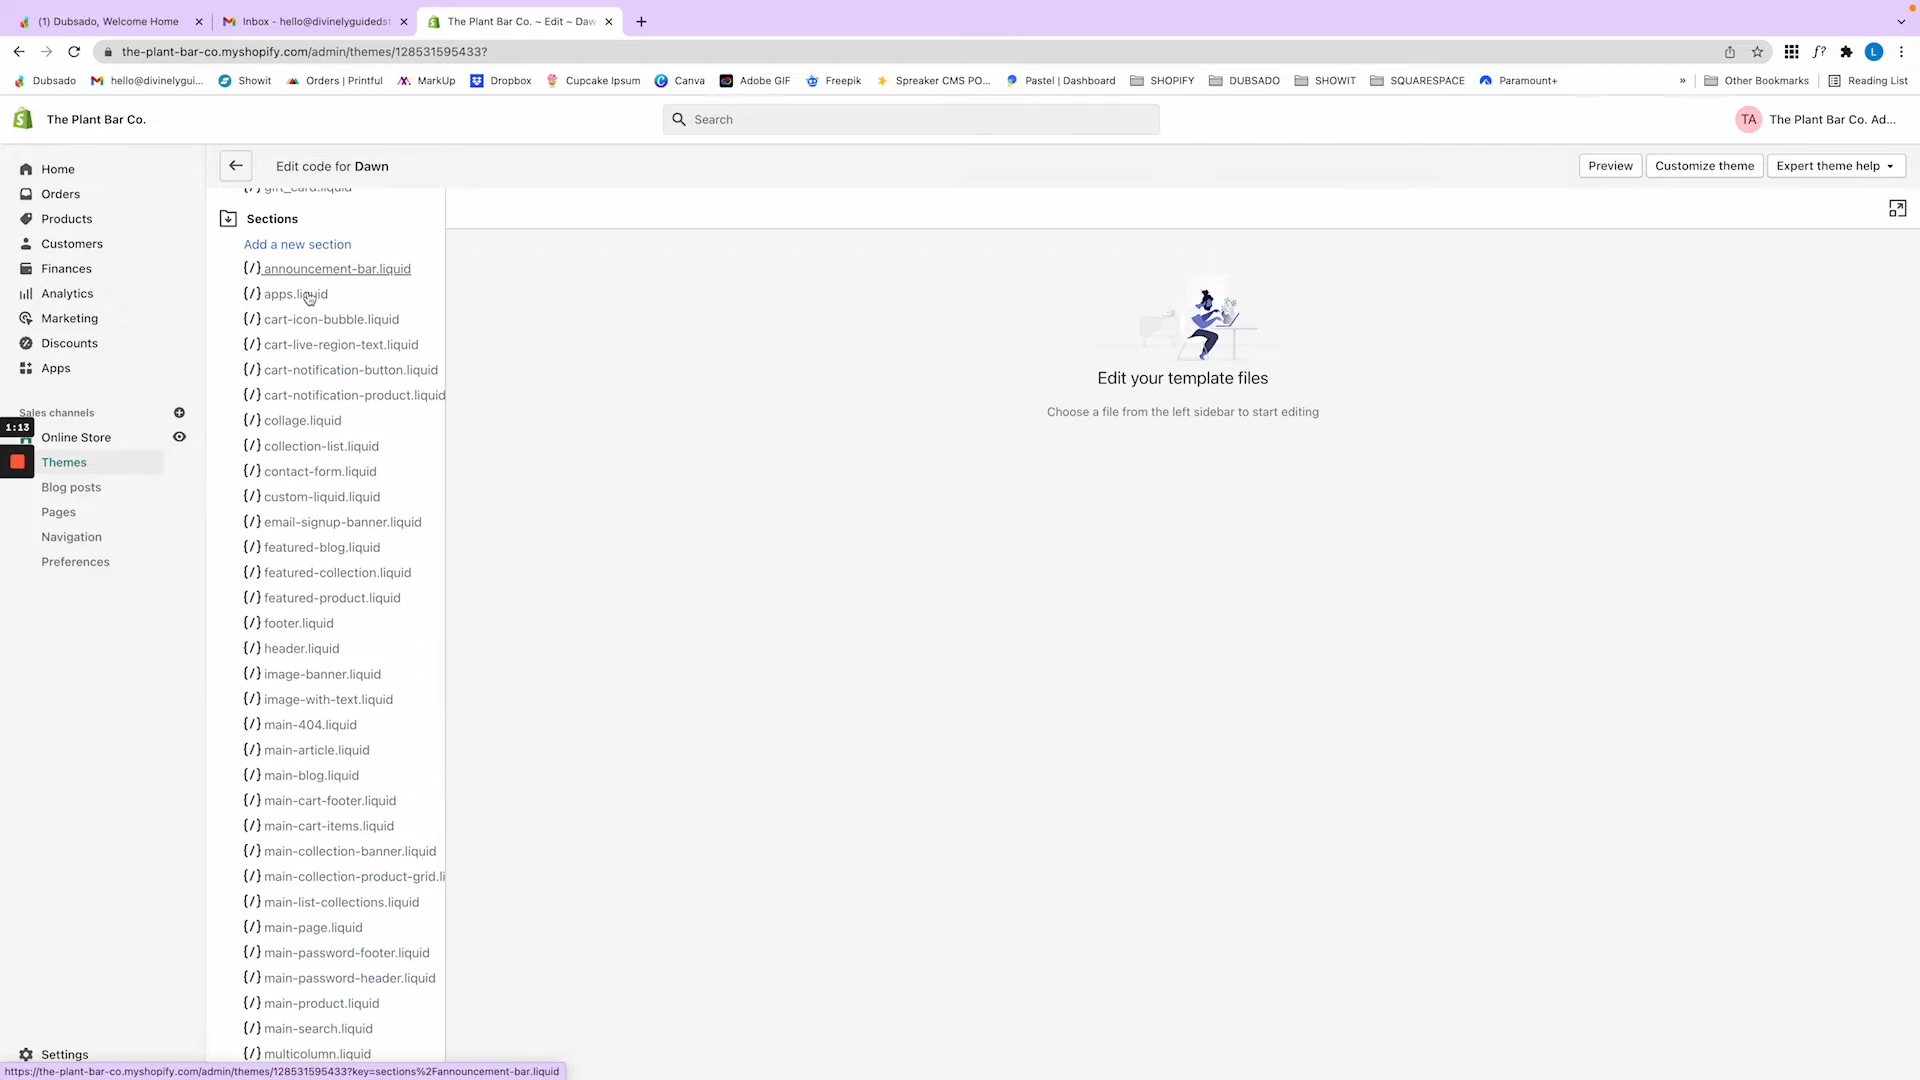 (1) Dubsado, Welcome Home
Inbox - hello@divinelyguidedst
The Plant Bar Co. ~ Edit ~ Daw
the-plant-bar-co.myshopify.com/admin/themes/128531595433?
f?
L
Dubsado
hello@divinelygui...
Showit
Orders | Printful
MarkUp
Dropbox
Cupcake Ipsum
Canva
Adobe GIF
Freepik
Spreaker CMS PO...
Pastel | Dashboard
SHOPIFY
DUBSADO
SHOWIT
SQUARESPACE
Paramount+
»
Other Bookmarks
Reading List
The Plant Bar Co.
Search
TA
The Plant Bar Co. Ad...
Home
Orders
Products
Customers
Finances
Analytics
Marketing
Discounts
Apps
Sales channels
1:13
Online Store
Themes
Blog posts
Pages
Navigation
Preferences
Settings
Edit code for Dawn
Preview
Customize theme
Expert theme help
{/} gift_card.liquid
Sections
Add a new section
{/} announcement-bar.liquid
{/} apps.liquid
{/} cart-icon-bubble.liquid
{/} cart-live-region-text.liquid
{/} cart-notification-button.liquid
{/} cart-notification-product.liquid
{/} collage.liquid
{/} collection-list.liquid
{/} contact-form.liquid
{/} custom-liquid.liquid
{/} email-signup-banner.liquid
{/} featured-blog.liquid
{/} featured-collection.liquid
{/} featured-product.liquid
{/} footer.liquid
{/} header.liquid
{/} image-banner.liquid
{/} image-with-text.liquid
{/} main-404.liquid
{/} main-article.liquid
{/} main-blog.liquid
{/} main-cart-footer.liquid
{/} main-cart-items.liquid
{/} main-collection-banner.liquid
{/} main-collection-product-grid.li
{/} main-list-collections.liquid
{/} main-page.liquid
{/} main-password-footer.liquid
{/} main-password-header.liquid
{/} main-product.liquid
{/} main-search.liquid
{/} multicolumn.liquid
Edit your template files
Choose a file from the left sidebar to start editing
https://the-plant-bar-co.myshopify.com/admin/themes/128531595433?key=sections%2Fannouncement-bar.liquid